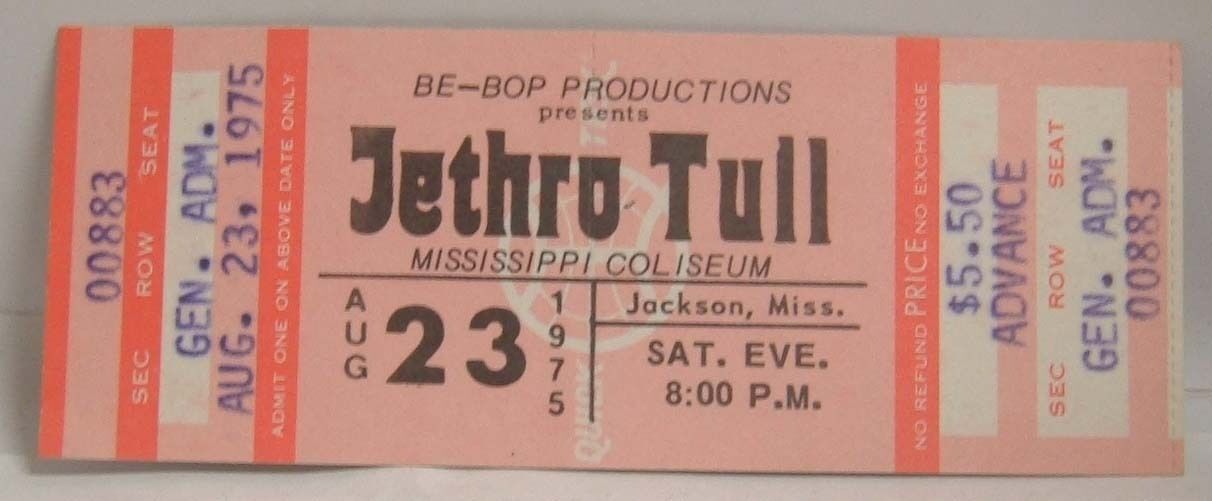 00883
SEC ROW SEAT
GEN. ADM.
AUG. 23, 1975
ADMIT ONE ON ABOVE DATE ONLY
BE-BOP PRODUCTIONS
presents
Jethro Tull
MISSISSIPPI COLISEUM
AUG 23 1975
Jackson, Miss.
SAT. EVE.
8:00 P.M.
NO REFUND PRICE NO EXCHANGE
$5.50
ADVANCE
SEC ROW SEAT
GEN. ADM.
00883